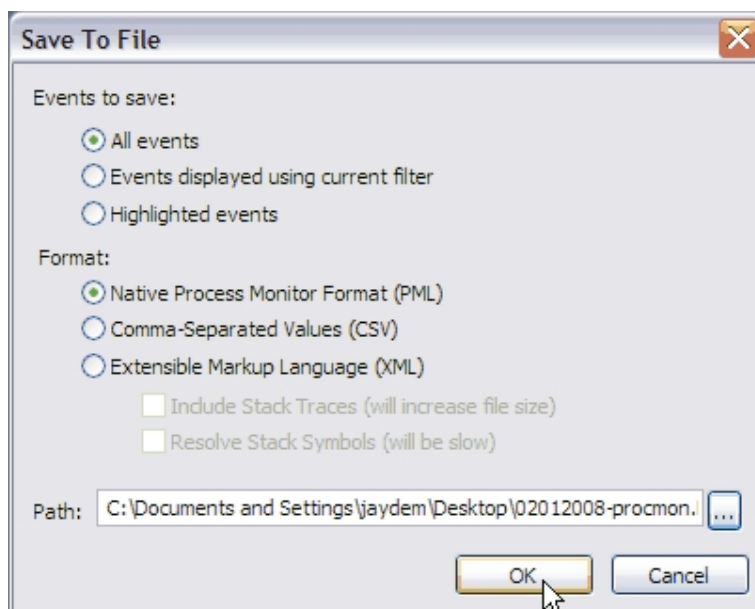 Save To File
Events to save:
All events
Events displayed using current filter
Highlighted events
Format:
Native Process Monitor Format (PML)
Comma-Separated Values (CSV)
Extensible Markup Language (XML)
Include Stack Traces (will increase file size)
Resolve Stack Symbols (will be slow)
Path: C:\Documents and Settings\jaydem\Desktop\02012008-procmon. ...
OK Cancel